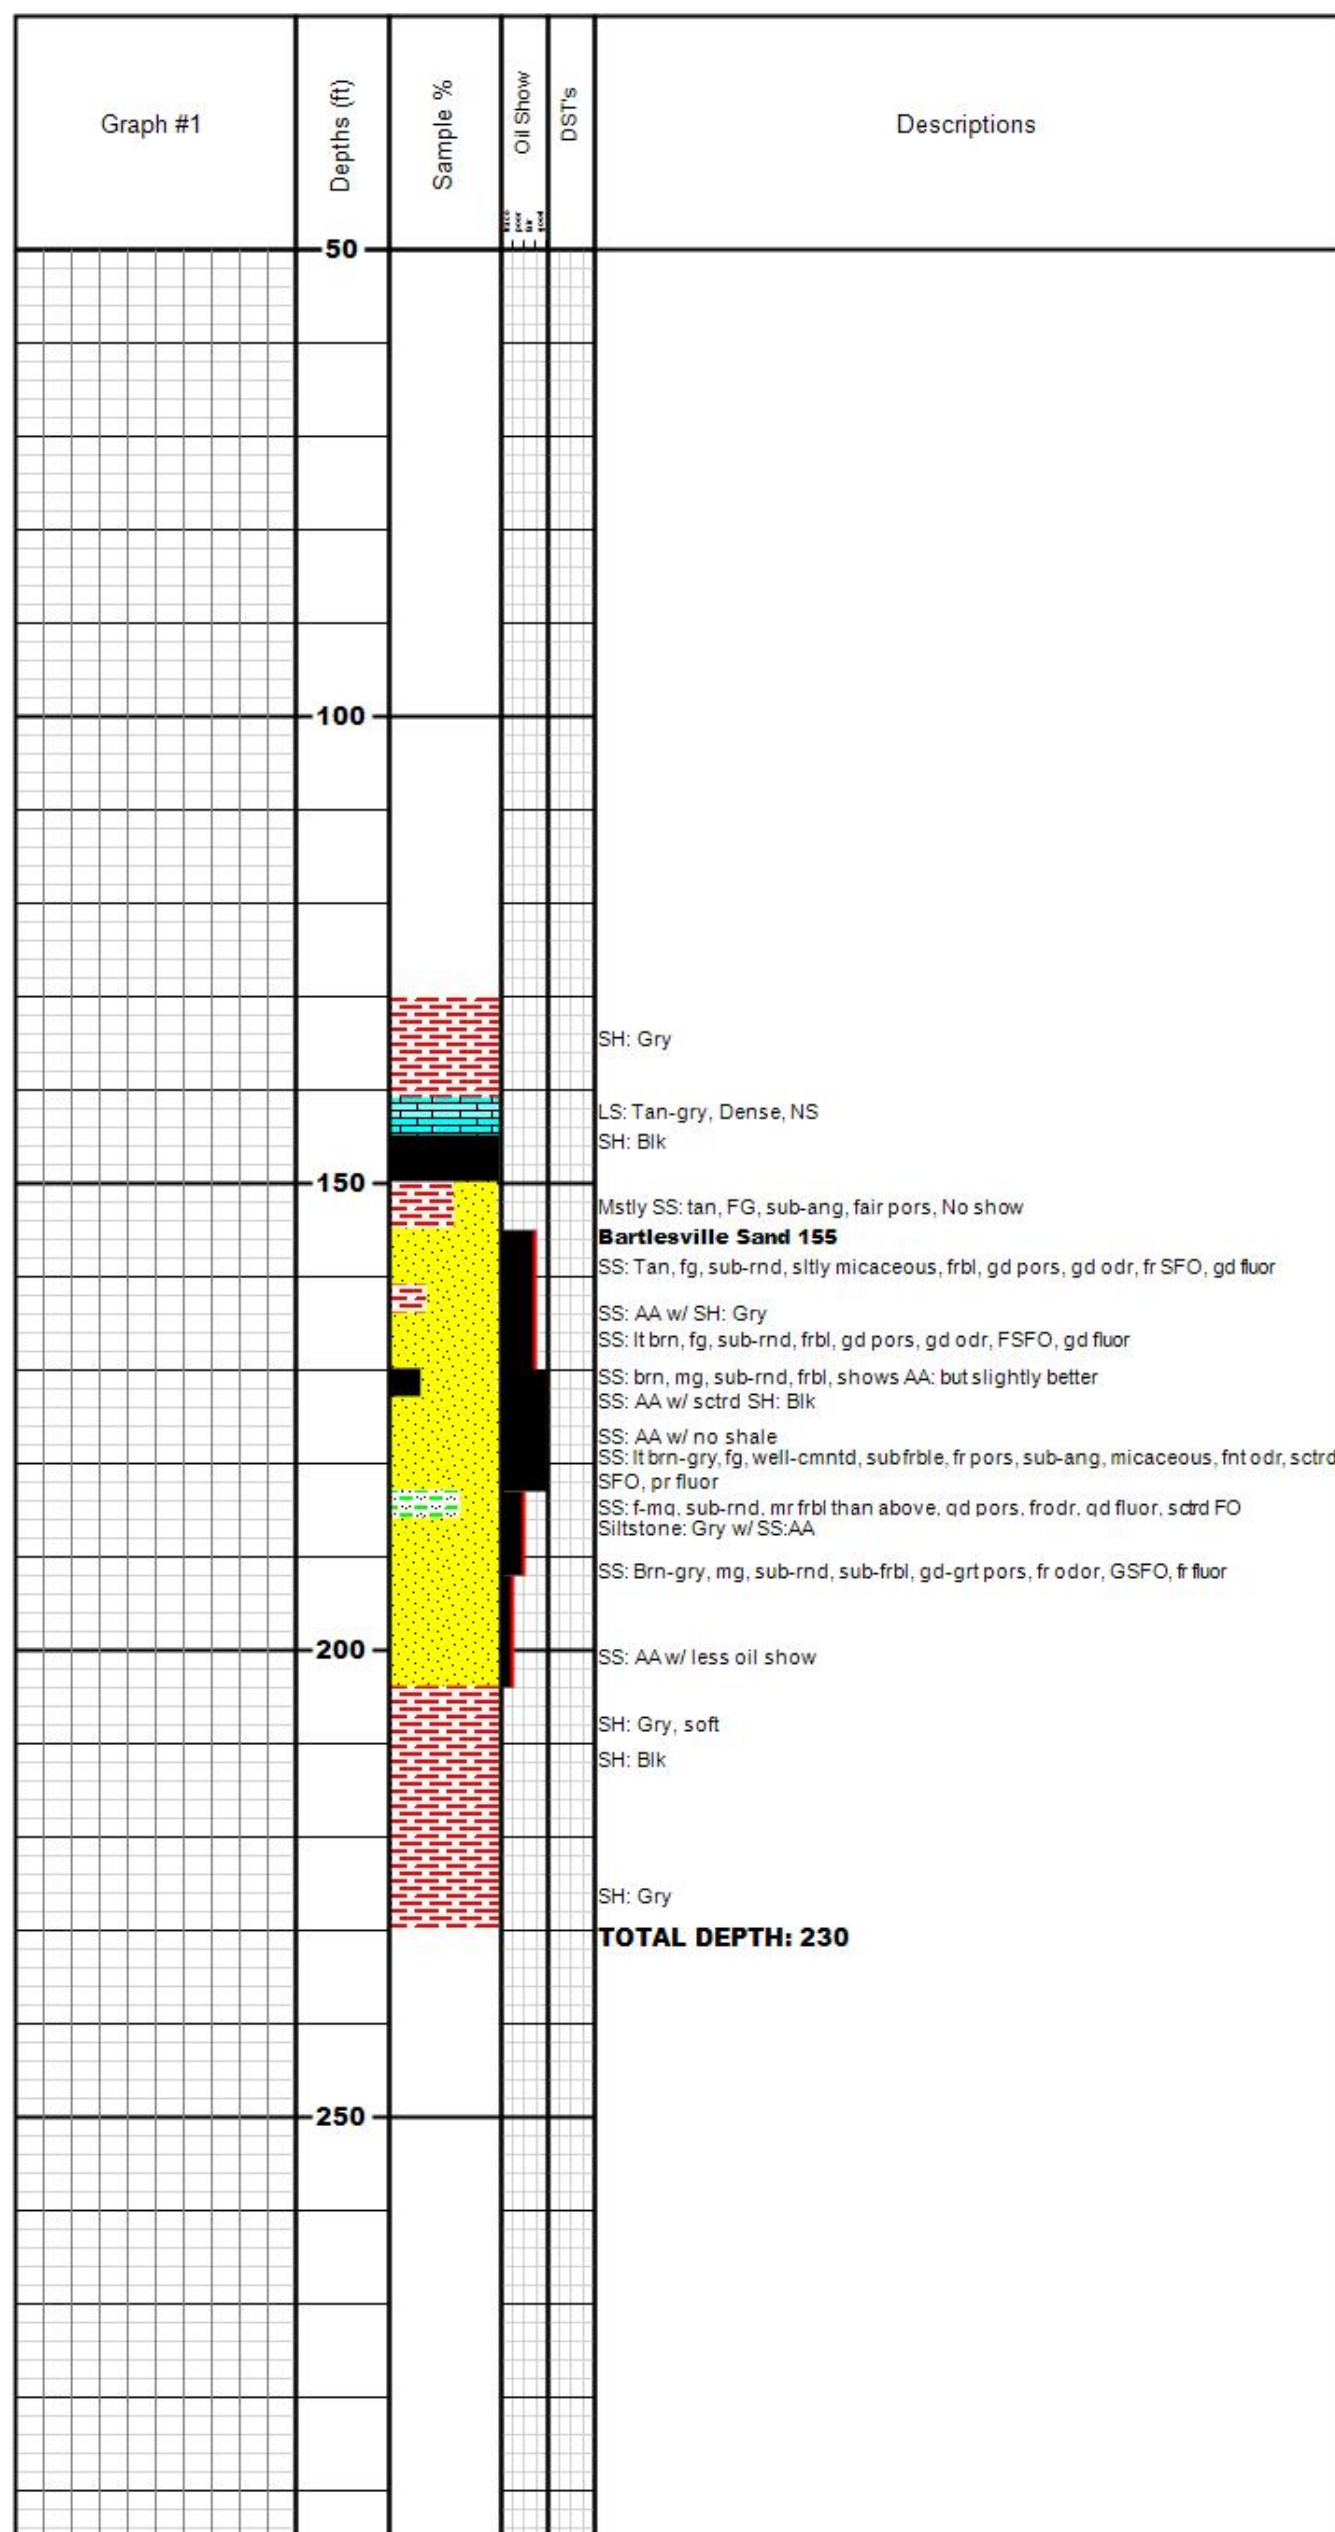 Graph #1
Depths (ft)
Sample %
Oil Show
DST's
Descriptions
poor
fair
good
50
100
SH: Gry
LS: Tan-gry, Dense, NS
SH: Blk
150
Mstly SS: tan, FG, sub-ang, fair pors, No show
Bartlesville Sand 155
SS: Tan, fg, sub-rnd, sltly micaceous, frbl, gd pors, gd odr, fr SFO, gd fluor
SS: AA w/ SH: Gry
SS: lt brn, fg, sub-rnd, frbl, gd pors, gd odr, FSFO, gd fluor
SS: brn, mg, sub-rnd, frbl, shows AA: but slightly better
SS: AA w/ sctrd SH: Blk
SS: AA w/ no shale
SS: lt brn-gry, fg, well-cmntd, subfrble, fr pors, sub-ang, micaceous, fnt odr, sctrd
SFO, pr fluor
SS: f-mg, sub-rnd, mr frbl than above, gd pors, fr odr, gd fluor, sctrd FO
Siltstone: Gry w/ SS:AA
SS: Brn-gry, mg, sub-rnd, sub-frbl, gd-grt pors, fr odor, GSFO, fr fluor
200
SS: AA w/ less oil show
SH: Gry, soft
SH: Blk
SH: Gry
TOTAL DEPTH: 230
250